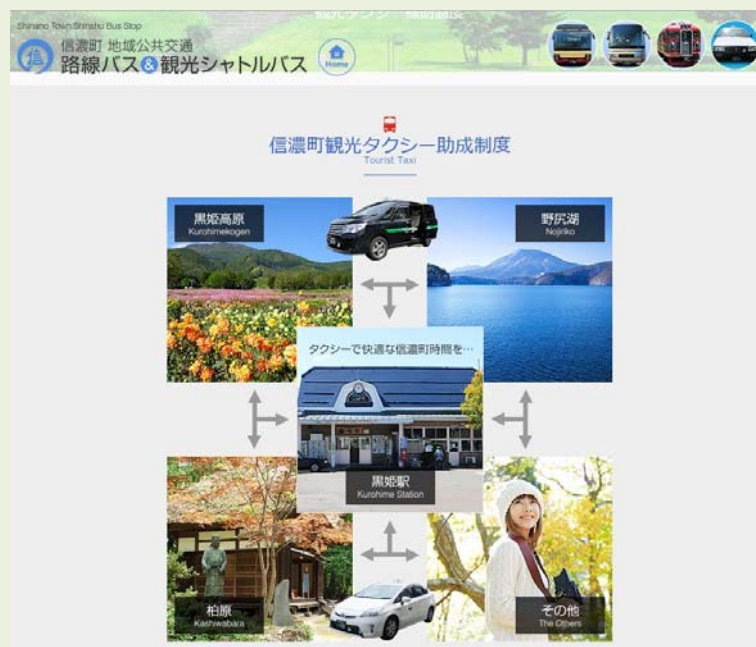 Shinano Town Shinshu Bus Stop
信濃町 地域公共交通
路線バス&観光シャトルバス
信
Home
信濃町観光タクシー助成制度
Tourist Taxi
黒姫高原
Kurohimekogen
野尻湖
Nojiriko
タクシーで快適な信濃町時間を…
黒姫駅
Kurohime Station
柏原
Kashiwabara
その他
The Others